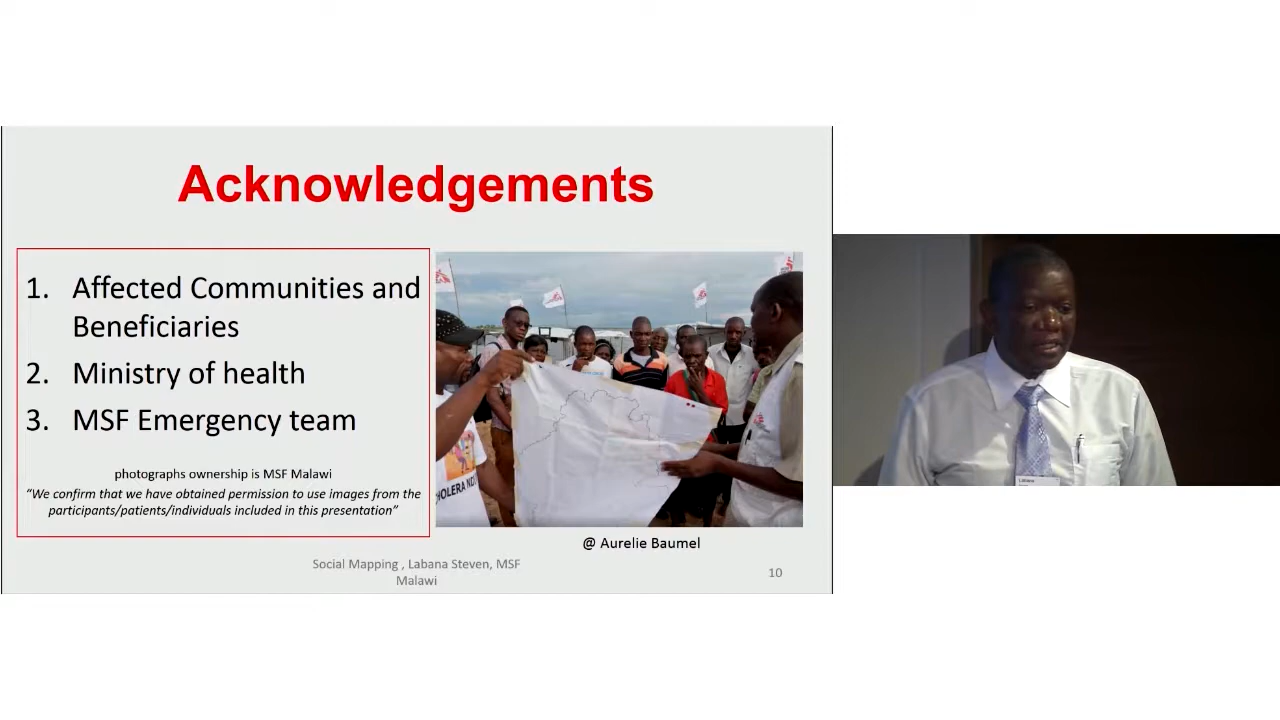 Acknowledgements
1. Affected Communities and
Beneficiaries
2. Ministry of health
3. MSF Emergency team
photographs ownership is MSF Malawi
“We confirm that we have obtained permission to use images from the
participants/patients/individuals included in this presentation”
@ Aurelie Baumel
Social Mapping , Labana Steven, MSF
Malawi
10